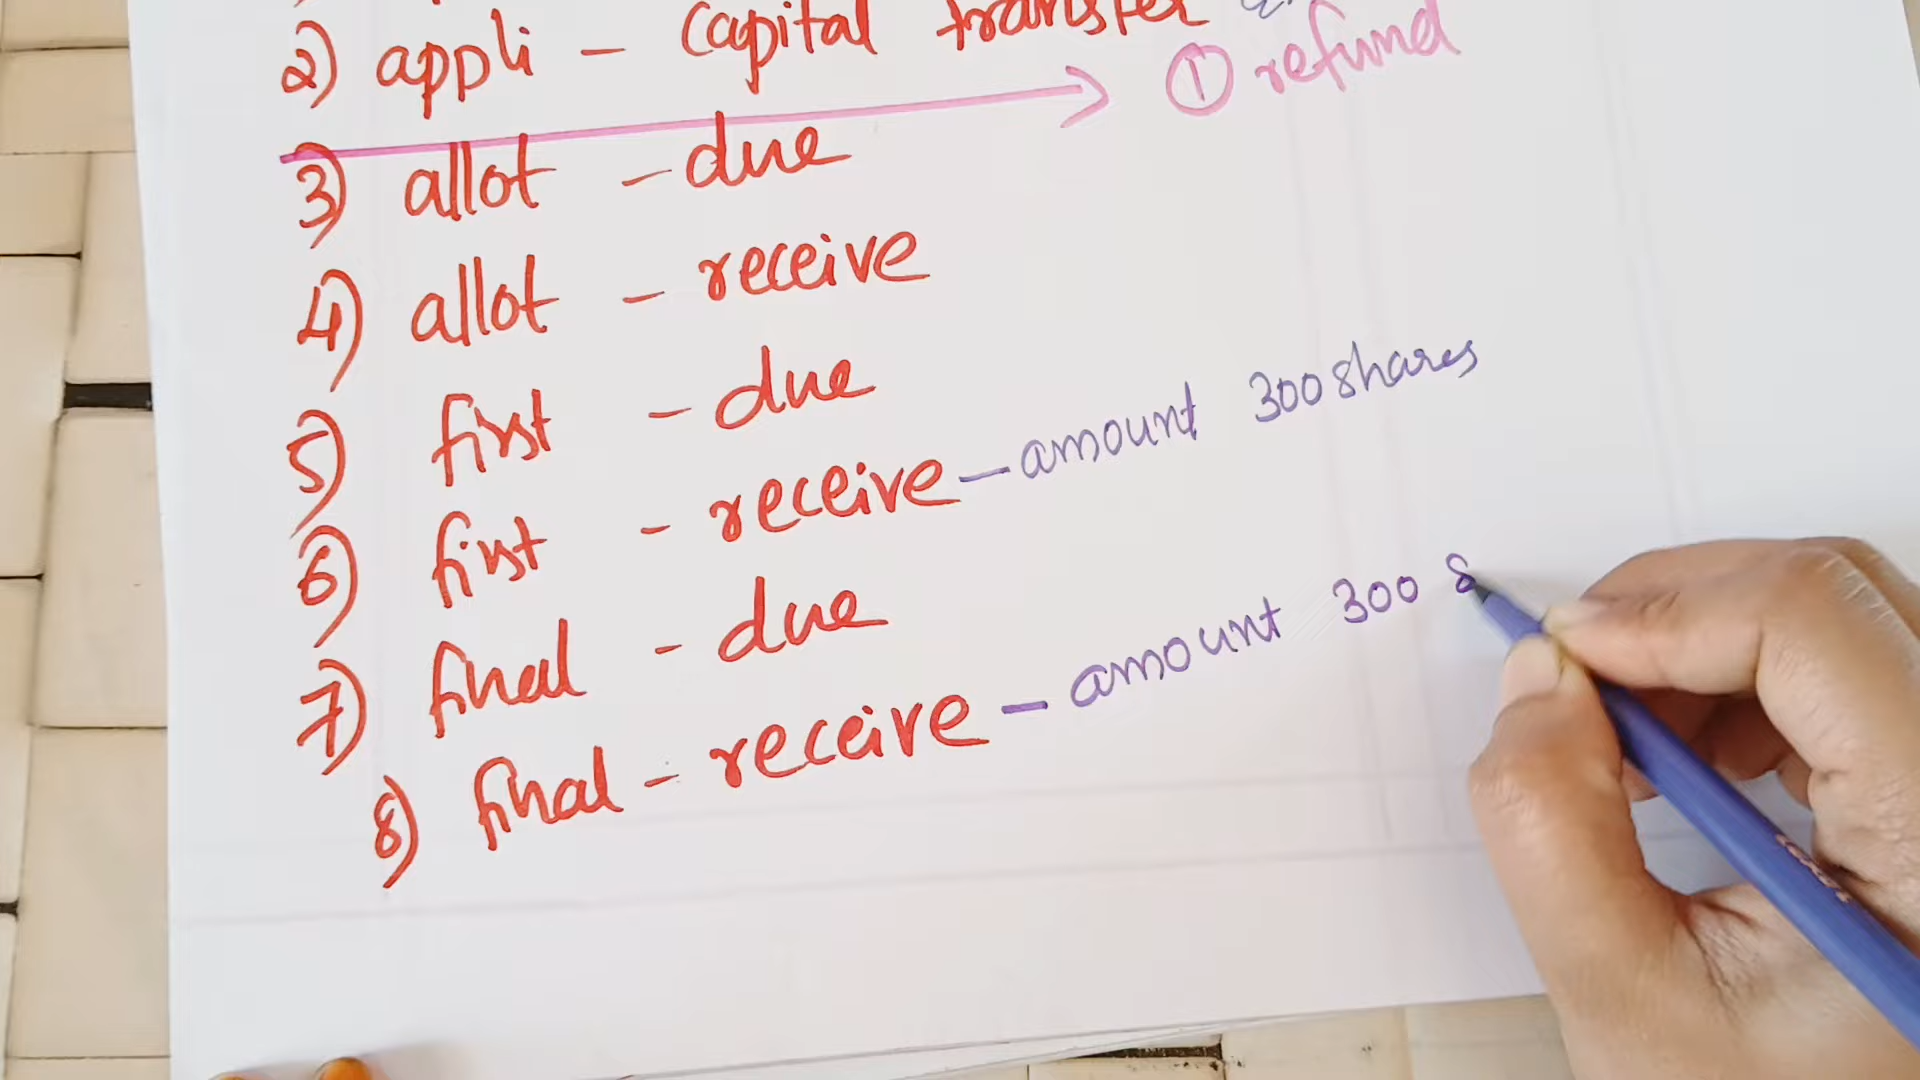 2) appli - Capital transfer
① refund
3) allot - due
4) allot - receive
5) first - due
6) first - receive - amount 300 shares
7) final - due
8) final - receive - amount 300 s